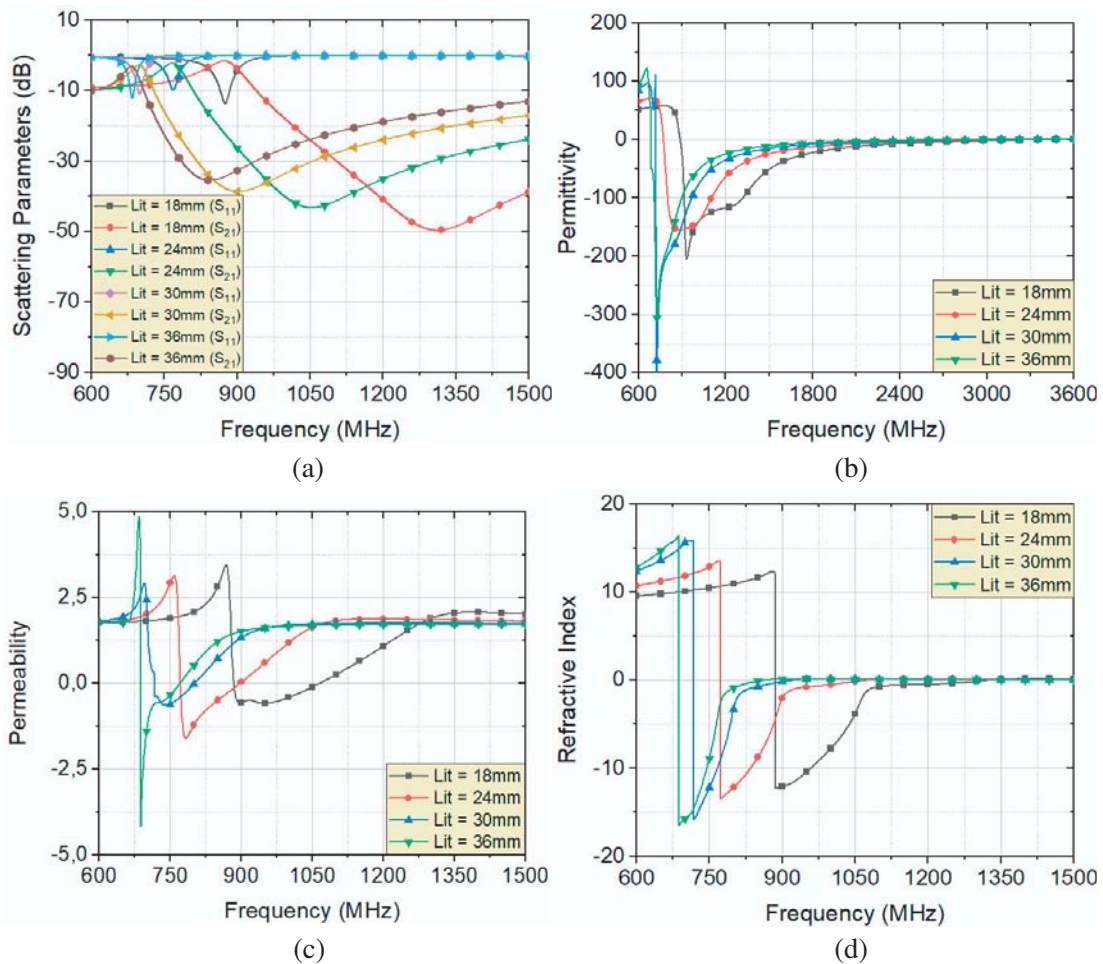 10
-10
-30
-50
-70
-90
Scattering Parameters (dB)
Lit = 18mm (S11)
Lit = 18mm (S21)
Lit = 24mm (S11)
Lit = 24mm (S21)
Lit = 30mm (S11)
Lit = 30mm (S21)
Lit = 36mm (S11)
Lit = 36mm (S21)
600 750 900 1050 1200 1350 1500
Frequency (MHz)
(a)
200
100
0
-100
-200
-300
-400
Permittivity
Lit = 18mm
Lit = 24mm
Lit = 30mm
Lit = 36mm
600 1200 1800 2400 3000 3600
Frequency (MHz)
(b)
5,0
2,5
0,0
-2,5
-5,0
Permeability
Lit = 18mm
Lit = 24mm
Lit = 30mm
Lit = 36mm
600 750 900 1050 1200 1350 1500
Frequency (MHz)
(c)
20
10
0
-10
-20
Refractive Index
Lit = 18mm
Lit = 24mm
Lit = 30mm
Lit = 36mm
600 750 900 1050 1200 1350 1500
Frequency (MHz)
(d)